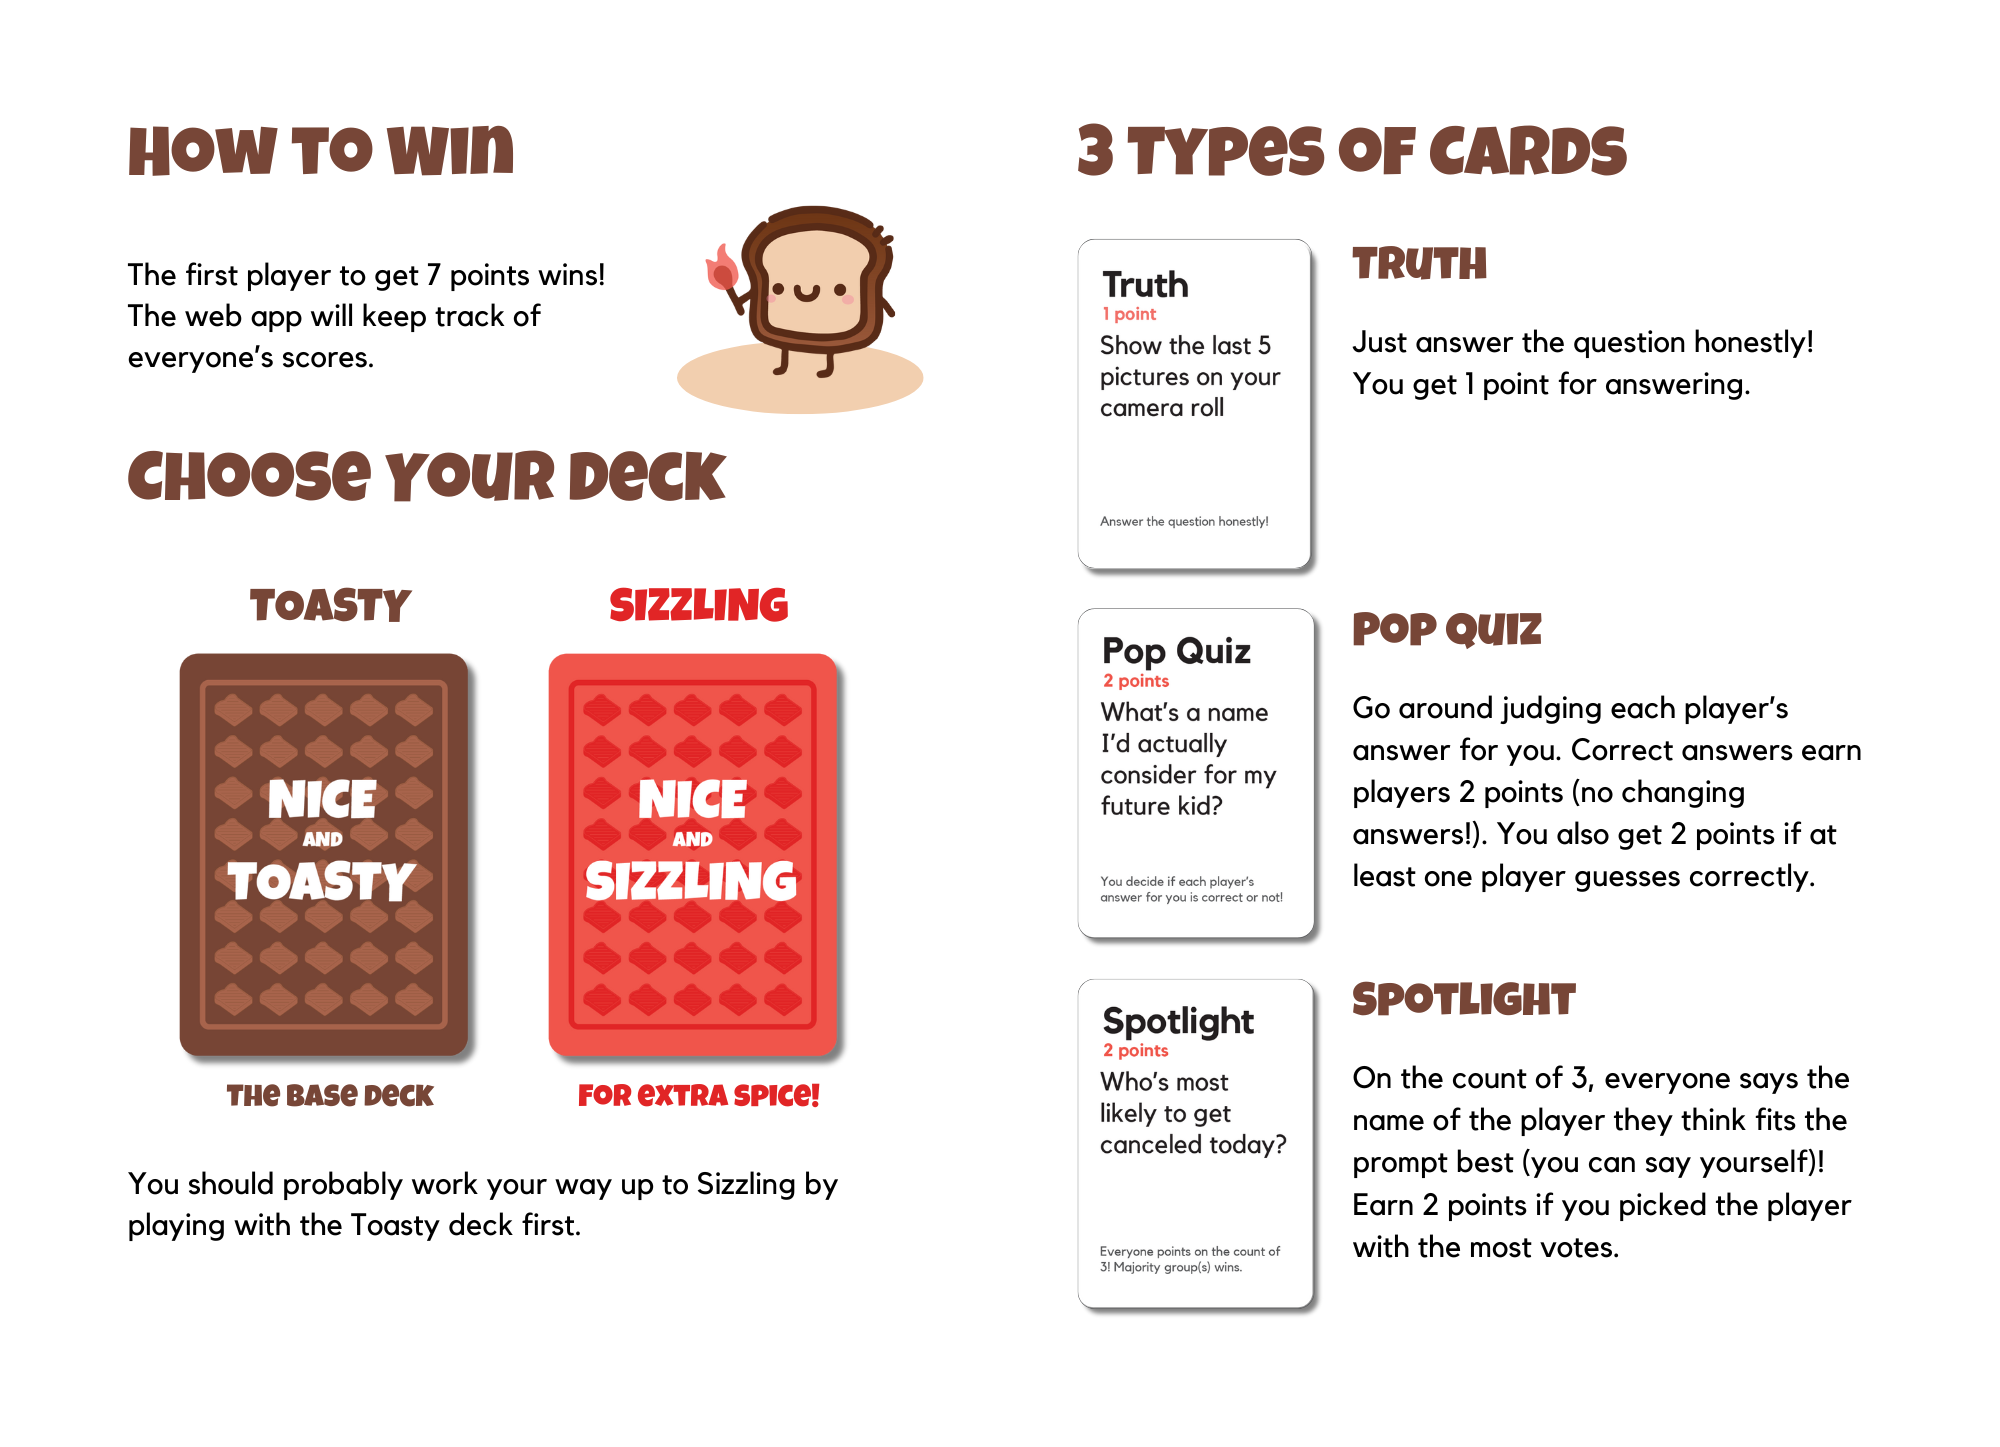 HOW TO WIN
The first player to get 7 points wins!
The web app will keep track of
everyone's scores.
CHOOSE YOUR DECK
TOASTY
NICE
AND
TOASTY
THE BASE DECK
SIZZLING
NICE
AND
SIZZLING
FOR EXTRA SPICE!
You should probably work your way up to Sizzling by
playing with the Toasty deck first.
3 TYPES OF CARDS
Truth
1 point
Show the last 5
pictures on your
camera roll
Answer the question honestly!
TRUTH
Just answer the question honestly!
You get 1 point for answering.
Pop Quiz
2 points
What's a name
I'd actually
consider for my
future kid?
You decide if each player's
answer for you is correct or not!
POP QUIZ
Go around judging each player's
answer for you. Correct answers earn
players 2 points (no changing
answers!). You also get 2 points if at
least one player guesses correctly.
Spotlight
2 points
Who's most
likely to get
canceled today?
Everyone points on the count of
3! Majority group(s) wins.
SPOTLIGHT
On the count of 3, everyone says the
name of the player they think fits the
prompt best (you can say yourself)!
Earn 2 points if you picked the player
with the most votes.